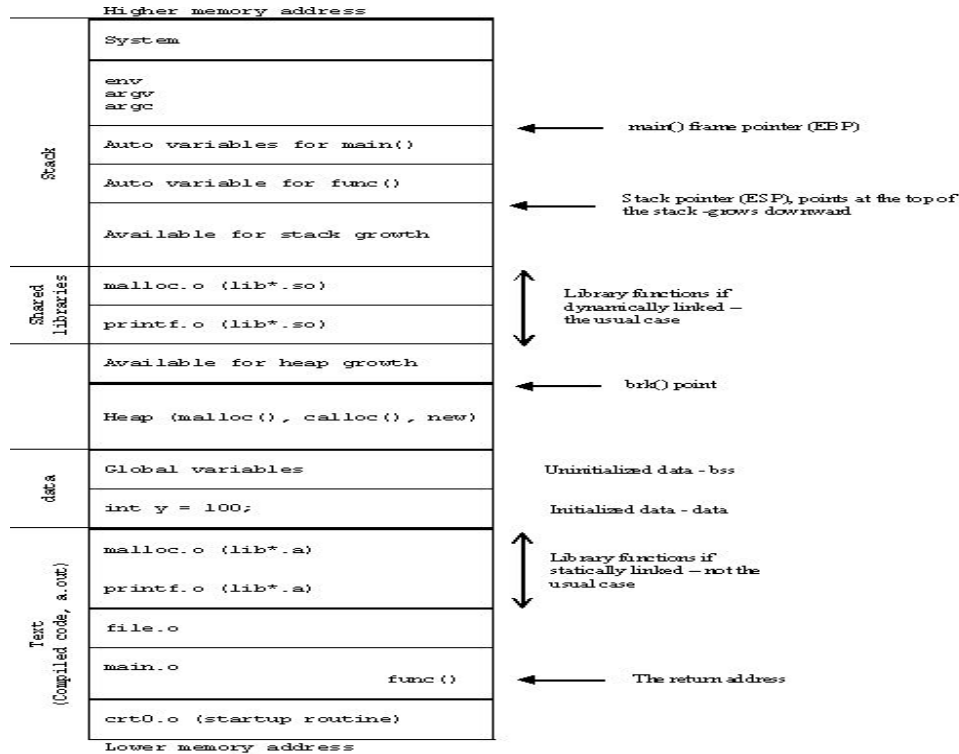 Higher memory address
System
env
argv
argc
main() frame pointer (EBP)
Auto variables for main()
Stack
Auto variable for func()
Stack pointer (ESP), points at the top of
the stack -grows downward
Available for stack growth
Shared
libraries
malloc.o (lib*.so)
printf.o (lib*.so)
Library functions if
dynamically linked –
the usual case
Available for heap growth
brk() point
Heap (malloc(), calloc(), new)
data
Global variables
Uninitialized data - bss
int y = 100;
Initialized data - data
Text
(Compiled code, a.out)
malloc.o (lib*.a)
printf.o (lib*.a)
Library functions if
statically linked – not the
usual case
file.o
main.o
func()
The return address
crt0.o (startup routine)
Lower memory address